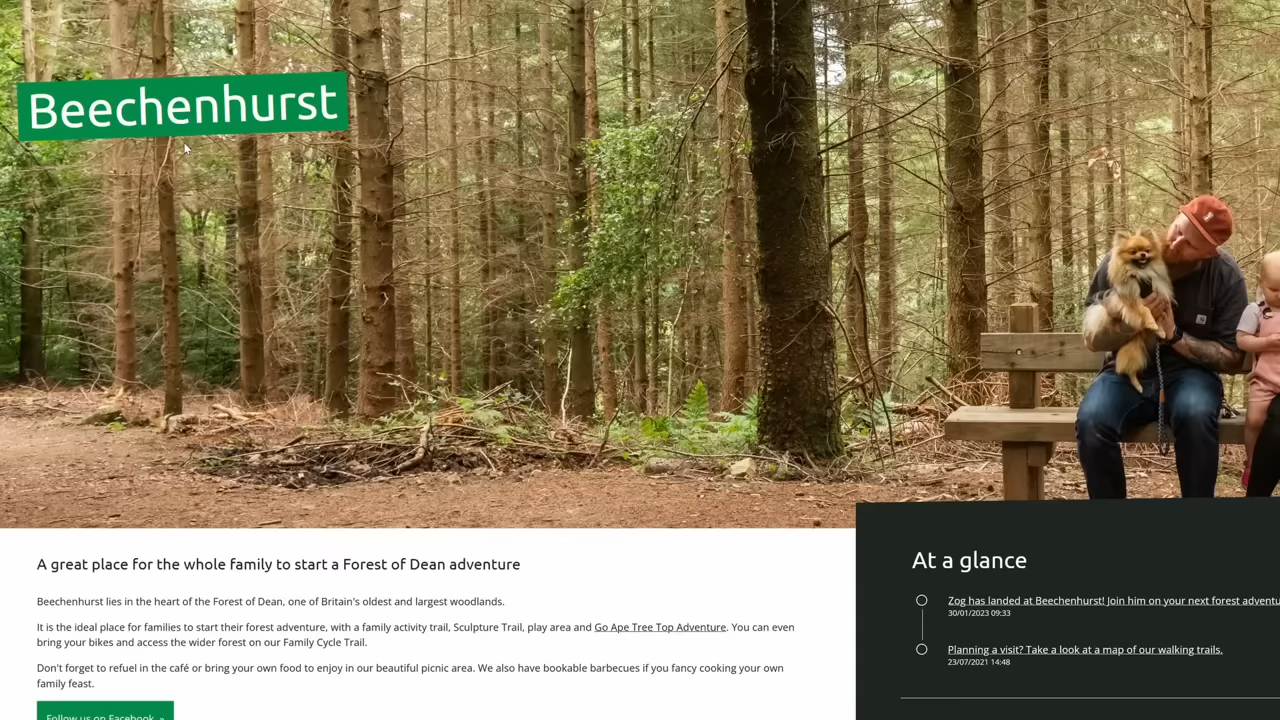 Beechenhurst
A great place for the whole family to start a Forest of Dean adventure
Beechenhurst lies in the heart of the Forest of Dean, one of Britain's oldest and largest woodlands.
It is the ideal place for families to start their forest adventure, with a family activity trail, Sculpture Trail, play area and Go Ape Tree Top Adventure. You can even
bring your bikes and access the wider forest on our Family Cycle Trail.
Don't forget to refuel in the café or bring your own food to enjoy in our beautiful picnic area. We also have bookable barbecues if you fancy cooking your own
family feast.
Follow us on Facebook »
At a glance
Zog has landed at Beechenhurst! Join him on your next forest adventu
30/01/2023 09:33
Planning a visit? Take a look at a map of our walking trails.
23/07/2021 14:48